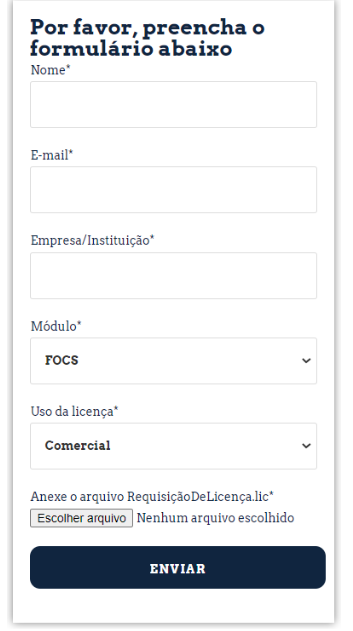 Por favor, preencha o
formulário abaixo
Nome*
E-mail*
Empresa/Instituição*
Módulo*
FOCS
Uso da licença*
Comercial
Anexe o arquivo RequisiçãoDeLicença.lic*
Escolher arquivo Nenhum arquivo escolhido
ENVIAR